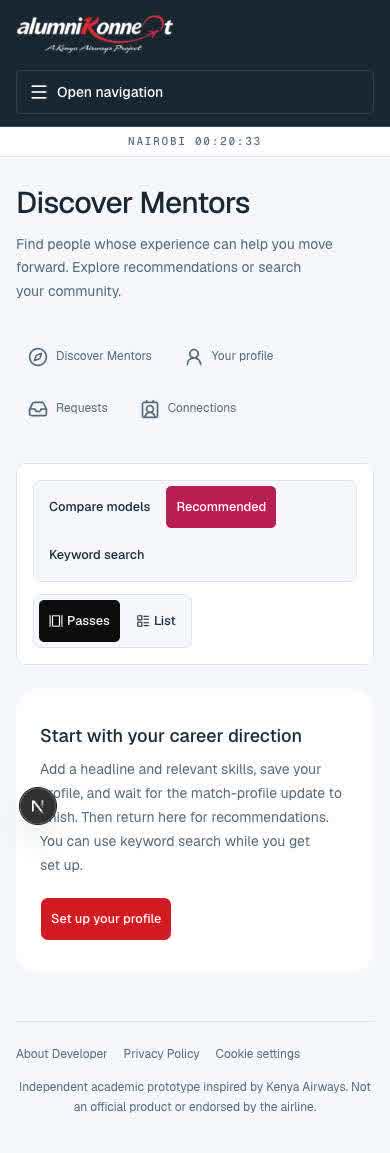 alumniKonnect
A Kenya Airways Project
Open navigation
NAIROBI 00:20:33
Discover Mentors
Find people whose experience can help you move
forward. Explore recommendations or search
your community.
Discover Mentors Your profile
Requests Connections
Compare models Recommended
Keyword search
Passes List
Start with your career direction
Add a headline and relevant skills, save your
profile, and wait for the match-profile update to
finish. Then return here for recommendations.
You can use keyword search while you get
set up.
N
Set up your profile
About Developer Privacy Policy Cookie settings
Independent academic prototype inspired by Kenya Airways. Not
an official product or endorsed by the airline.